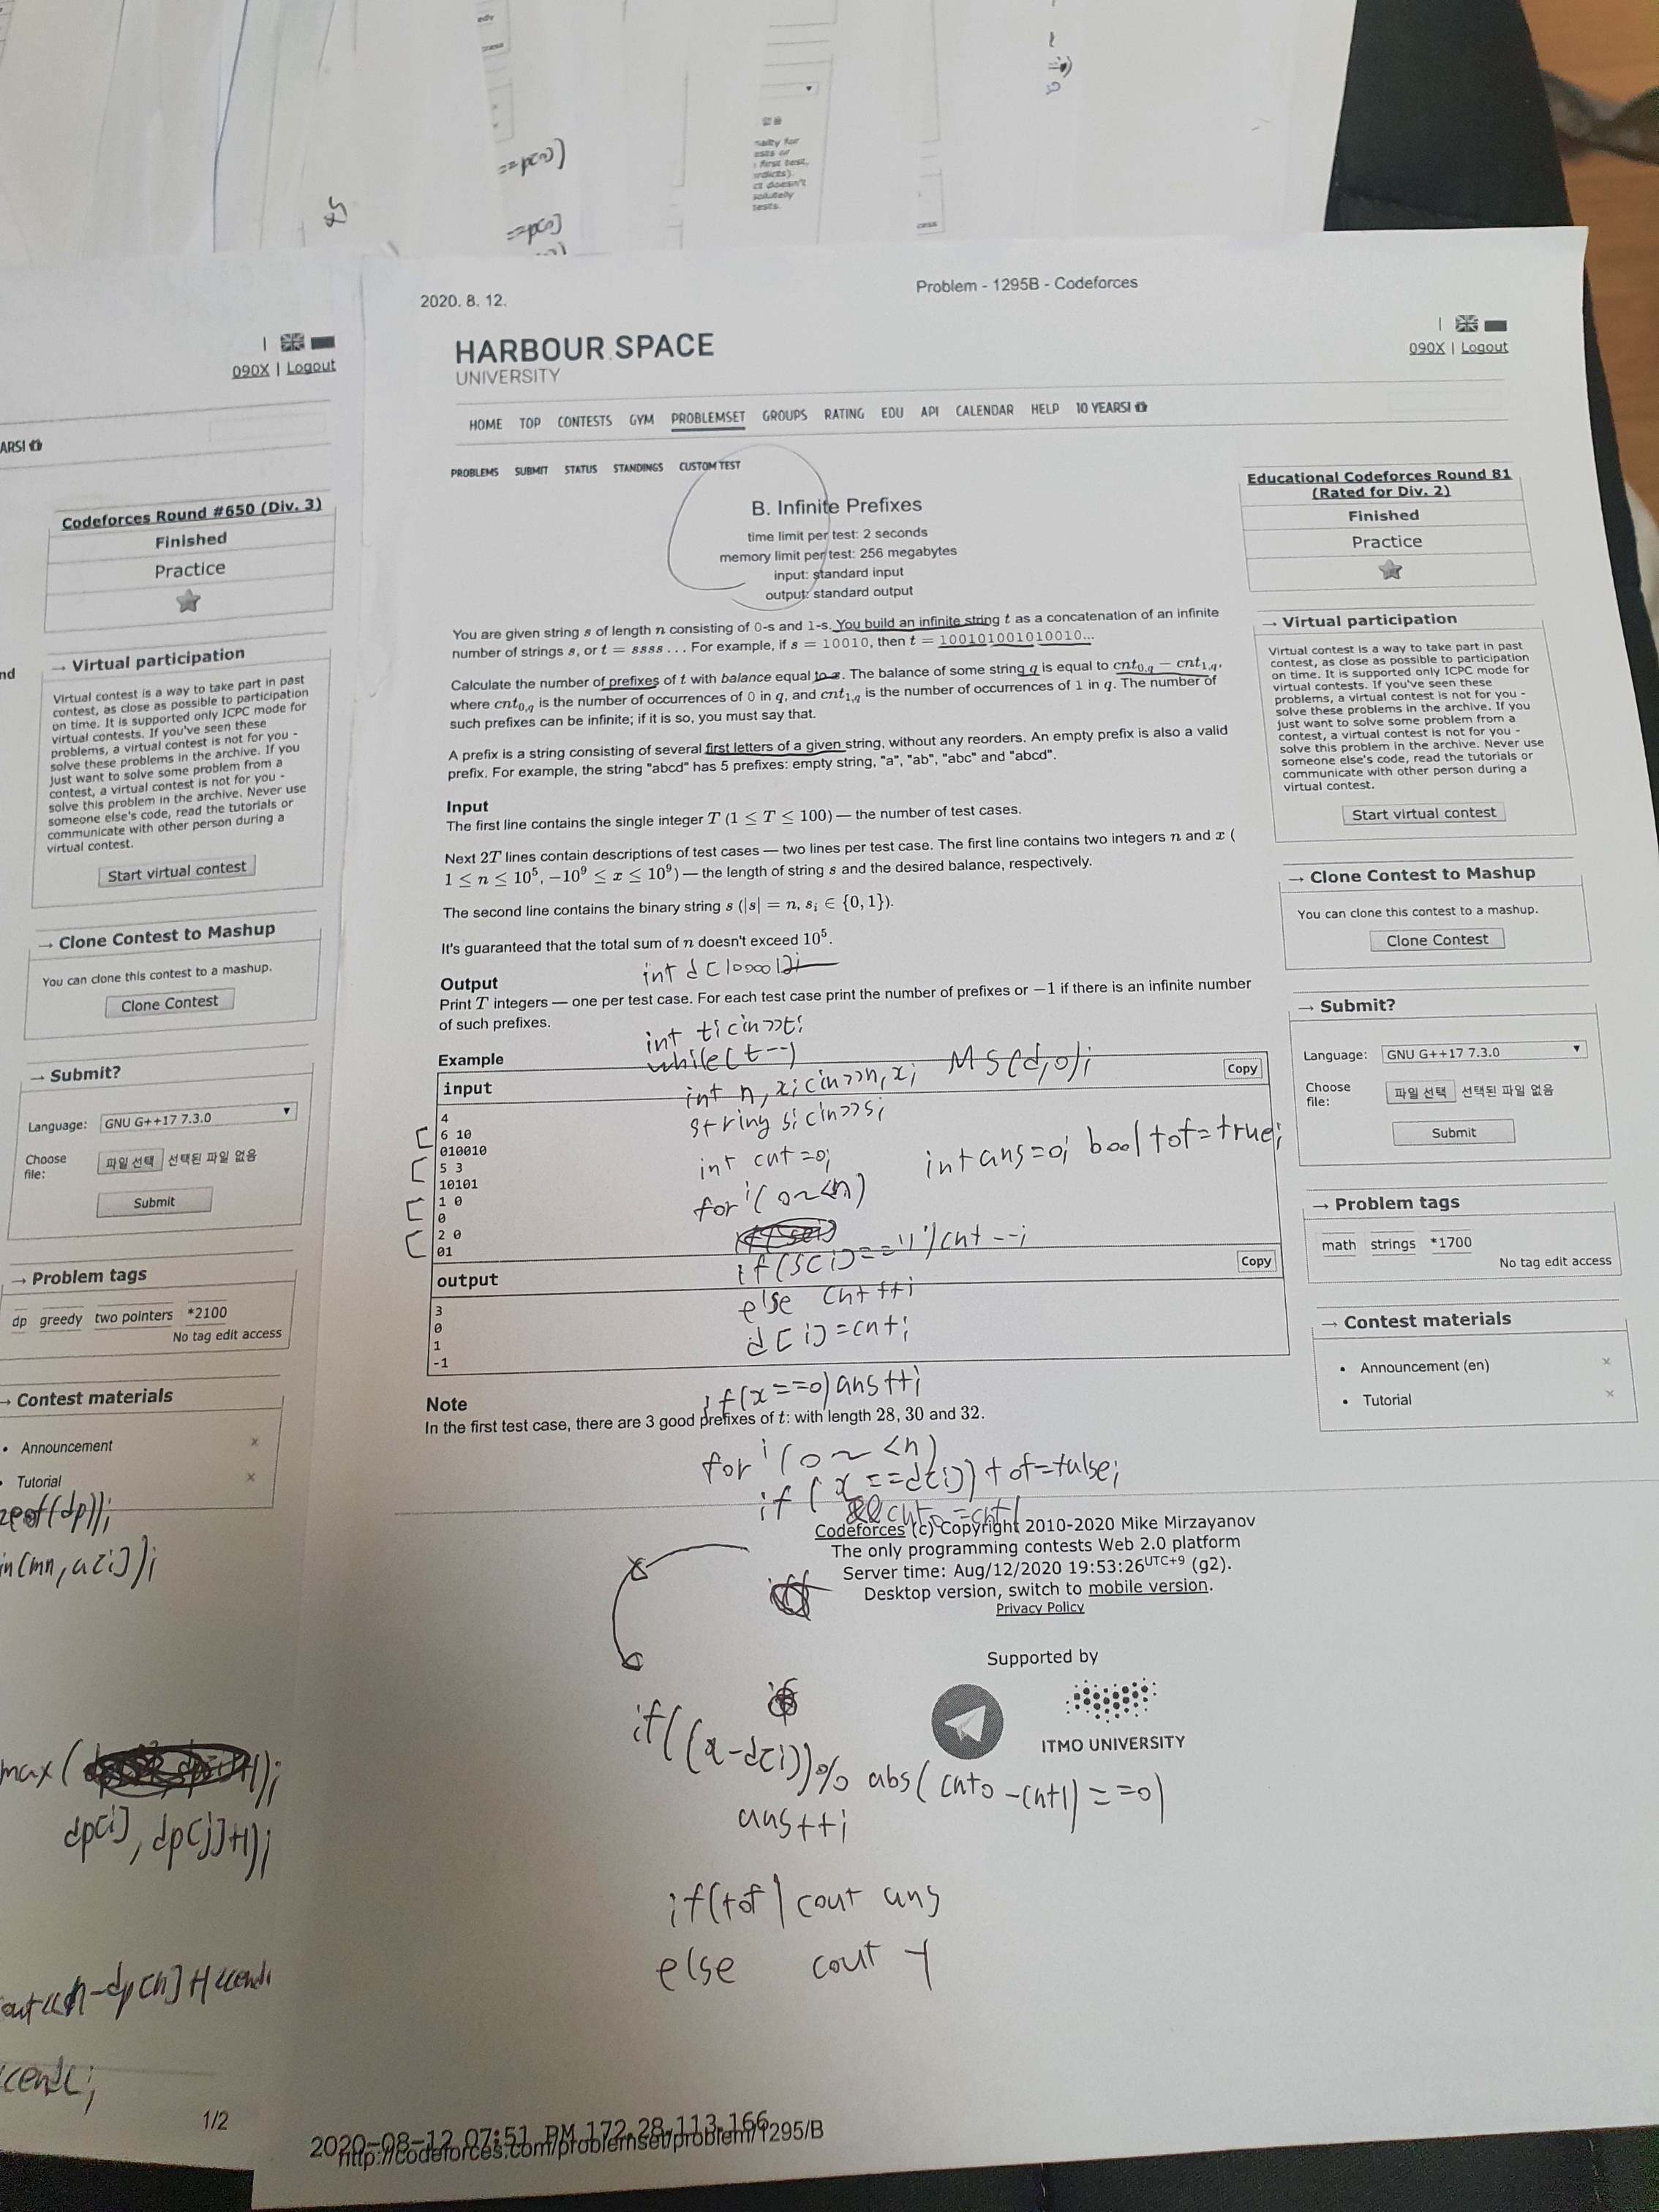 ==p[n])
==p[0]
nalty for
ests or
first test,
erdicts).
ct doesn't
solutelly
tests.
cess
090X | Logout
ARS!
Codeforces Round #650 (Div. 3)
Finished
Practice
→ Virtual participation
Virtual contest is a way to take part in past
contest, as close as possible to participation
on time. It is supported only ICPC mode for
virtual contests. If you've seen these
problems, a virtual contest is not for you -
solve these problems in the archive. If you
just want to solve some problem from a
contest, a virtual contest is not for you -
solve this problem in the archive. Never use
someone else's code, read the tutorials or
communicate with other person during a
virtual contest.
Start virtual contest
→ Clone Contest to Mashup
You can clone this contest to a mashup.
Clone Contest
→ Submit?
Language: GNU G++17 7.3.0
Choose file: 파일 선택 선택된 파일 없음
Submit
→ Problem tags
dp greedy two pointers *2100
No tag edit access
→ Contest materials
• Announcement ×
• Tutorial ×
zeof(dp));
in(mn,a[i]);
max(
dp[i], dp[j]+1);
1/2
2020. 8. 12.
Problem - 1295B - Codeforces
HARBOUR.SPACE
UNIVERSITY
090X | Logout
HOME TOP CONTESTS GYM PROBLEMSET GROUPS RATING EDU API CALENDAR HELP 10 YEARS!
PROBLEMS SUBMIT STATUS STANDINGS CUSTOM TEST
B. Infinite Prefixes
time limit per test: 2 seconds
memory limit per test: 256 megabytes
input: standard input
output: standard output
You are given string s of length n consisting of 0-s and 1-s. You build an infinite string t as a concatenation of an infinite
number of strings s, or t = ssss … For example, if s = 10010, then t = 100101001010010...
Calculate the number of prefixes of t with balance equal to x. The balance of some string q is equal to cnt0,q − cnt1,q,
where cnt0,q is the number of occurrences of 0 in q, and cnt1,q is the number of occurrences of 1 in q. The number of
such prefixes can be infinite; if it is so, you must say that.
A prefix is a string consisting of several first letters of a given string, without any reorders. An empty prefix is also a valid
prefix. For example, the string "abcd" has 5 prefixes: empty string, "a", "ab", "abc" and "abcd".
Input
The first line contains the single integer T (1 ≤ T ≤ 100) — the number of test cases.
Next 2T lines contain descriptions of test cases — two lines per test case. The first line contains two integers n and x (
1 ≤ n ≤ 10^5, −10^9 ≤ x ≤ 10^9) — the length of string s and the desired balance, respectively.
The second line contains the binary string s (|s| = n, si ∈ {0, 1}).
It's guaranteed that the total sum of n doesn't exceed 10^5.
int d[100001];
Output
Print T integers — one per test case. For each test case print the number of prefixes or −1 if there is an infinite number
of such prefixes.
int t;cin>>t;
while(t--)
Example
input
Copy
int n,x;cin>>n,x; MS(d,0);
string s;cin>>s;
4
6 10
010010
5 3
10101
1 0
0
2 0
01
int cnt=0; int ans=0; bool tof=true;
for i(0~<n)
if(s[i]=='1')cnt--;
output
Copy
else cnt++;
d[i]=cnt;
3
0
1
-1
if(x==0)ans++;
Note
In the first test case, there are 3 good prefixes of t: with length 28, 30 and 32.
for i(0~<n)
if(x==d[i]) tof=false;
cnt0=cnt1
Codeforces (c) Copyright 2010-2020 Mike Mirzayanov
The only programming contests Web 2.0 platform
Server time: Aug/12/2020 19:53:26UTC+9 (g2).
Desktop version, switch to mobile version.
Privacy Policy
Supported by
ITMO UNIVERSITY
if((x-d[i])%abs(cnt0-cnt1)==0)
ans++;
if(tof) cout ans
else cout -1
2020-08-12 07:51 PM 172.28.113.166
http://codeforces.com/problemset/problem/1295/B
Educational Codeforces Round 81
(Rated for Div. 2)
Finished
Practice
→ Virtual participation
Virtual contest is a way to take part in past
contest, as close as possible to participation
on time. It is supported only ICPC mode for
virtual contests. If you've seen these
problems, a virtual contest is not for you -
solve these problems in the archive. If you
just want to solve some problem from a
contest, a virtual contest is not for you -
solve this problem in the archive. Never use
someone else's code, read the tutorials or
communicate with other person during a
virtual contest.
Start virtual contest
→ Clone Contest to Mashup
You can clone this contest to a mashup.
Clone Contest
→ Submit?
Language: GNU G++17 7.3.0
Choose file: 파일 선택 선택된 파일 없음
Submit
→ Problem tags
math strings *1700
No tag edit access
→ Contest materials
• Announcement (en) ×
• Tutorial ×